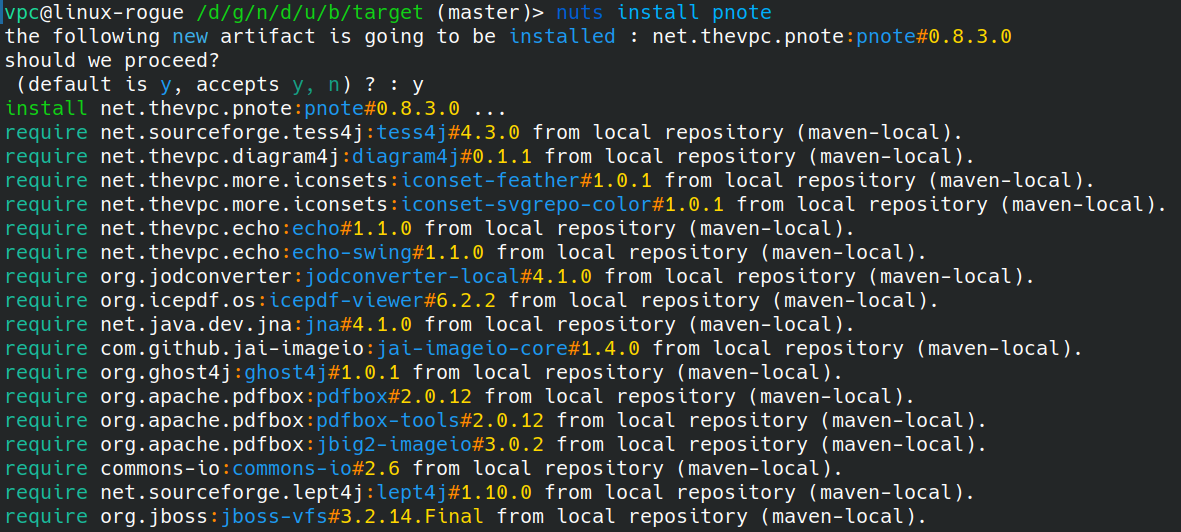 vpc@linux-rogue /d/g/n/d/u/b/target (master)> nuts install pnote
the following new artifact is going to be installed : net.thevpc.pnote:pnote#0.8.3.0
should we proceed?
 (default is y, accepts y, n) ? : y
install net.thevpc.pnote:pnote#0.8.3.0 ...
require net.sourceforge.tess4j:tess4j#4.3.0 from local repository (maven-local).
require net.thevpc.diagram4j:diagram4j#0.1.1 from local repository (maven-local).
require net.thevpc.more.iconsets:iconset-feather#1.0.1 from local repository (maven-local).
require net.thevpc.more.iconsets:iconset-svgrepo-color#1.0.1 from local repository (maven-local).
require net.thevpc.echo:echo#1.1.0 from local repository (maven-local).
require net.thevpc.echo:echo-swing#1.1.0 from local repository (maven-local).
require org.jodconverter:jodconverter-local#4.1.0 from local repository (maven-local).
require org.icepdf.os:icepdf-viewer#6.2.2 from local repository (maven-local).
require net.java.dev.jna:jna#4.1.0 from local repository (maven-local).
require com.github.jai-imageio:jai-imageio-core#1.4.0 from local repository (maven-local).
require org.ghost4j:ghost4j#1.0.1 from local repository (maven-local).
require org.apache.pdfbox:pdfbox#2.0.12 from local repository (maven-local).
require org.apache.pdfbox:pdfbox-tools#2.0.12 from local repository (maven-local).
require org.apache.pdfbox:jbig2-imageio#3.0.2 from local repository (maven-local).
require commons-io:commons-io#2.6 from local repository (maven-local).
require net.sourceforge.lept4j:lept4j#1.10.0 from local repository (maven-local).
require org.jboss:jboss-vfs#3.2.14.Final from local repository (maven-local).